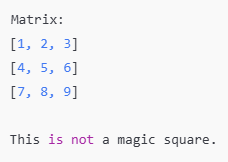 Matrix:
[1, 2, 3]
[4, 5, 6]
[7, 8, 9]
This is not a magic square.